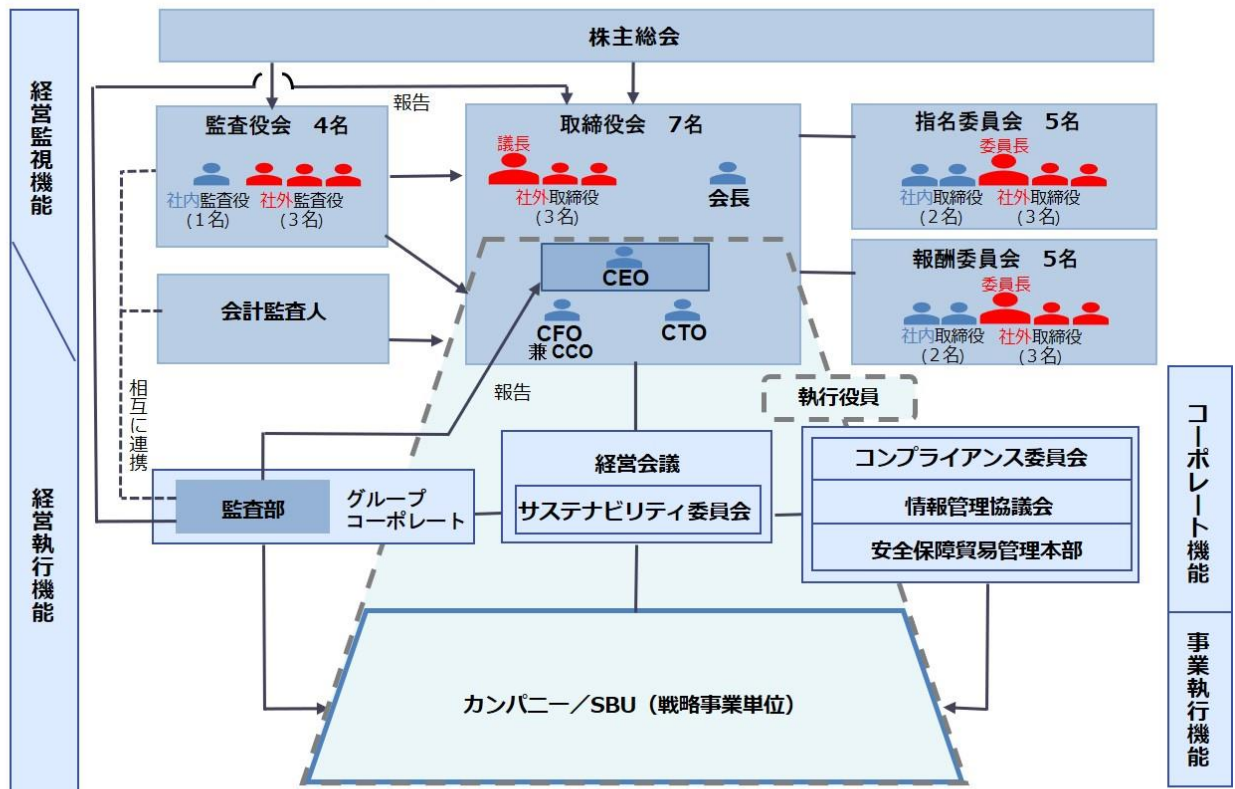 株主総会
経営監視機能
報告
監査役会 4名
社内監査役
(1名)
社外監査役
(3名)
取締役会 7名
議長
社外取締役
(3名)
会長
指名委員会 5名
委員長
社内取締役
(2名)
社外取締役
(3名)
CEO
CFO
兼 CCO
CTO
報酬委員会 5名
委員長
社内取締役
(2名)
社外取締役
(3名)
会計監査人
相互に連携
報告
執行役員
経営執行機能
監査部
グループ
コーポレート
経営会議
サステナビリティ委員会
コンプライアンス委員会
情報管理協議会
安全保障貿易管理本部
コーポレート機能
カンパニー／SBU（戦略事業単位）
事業執行機能